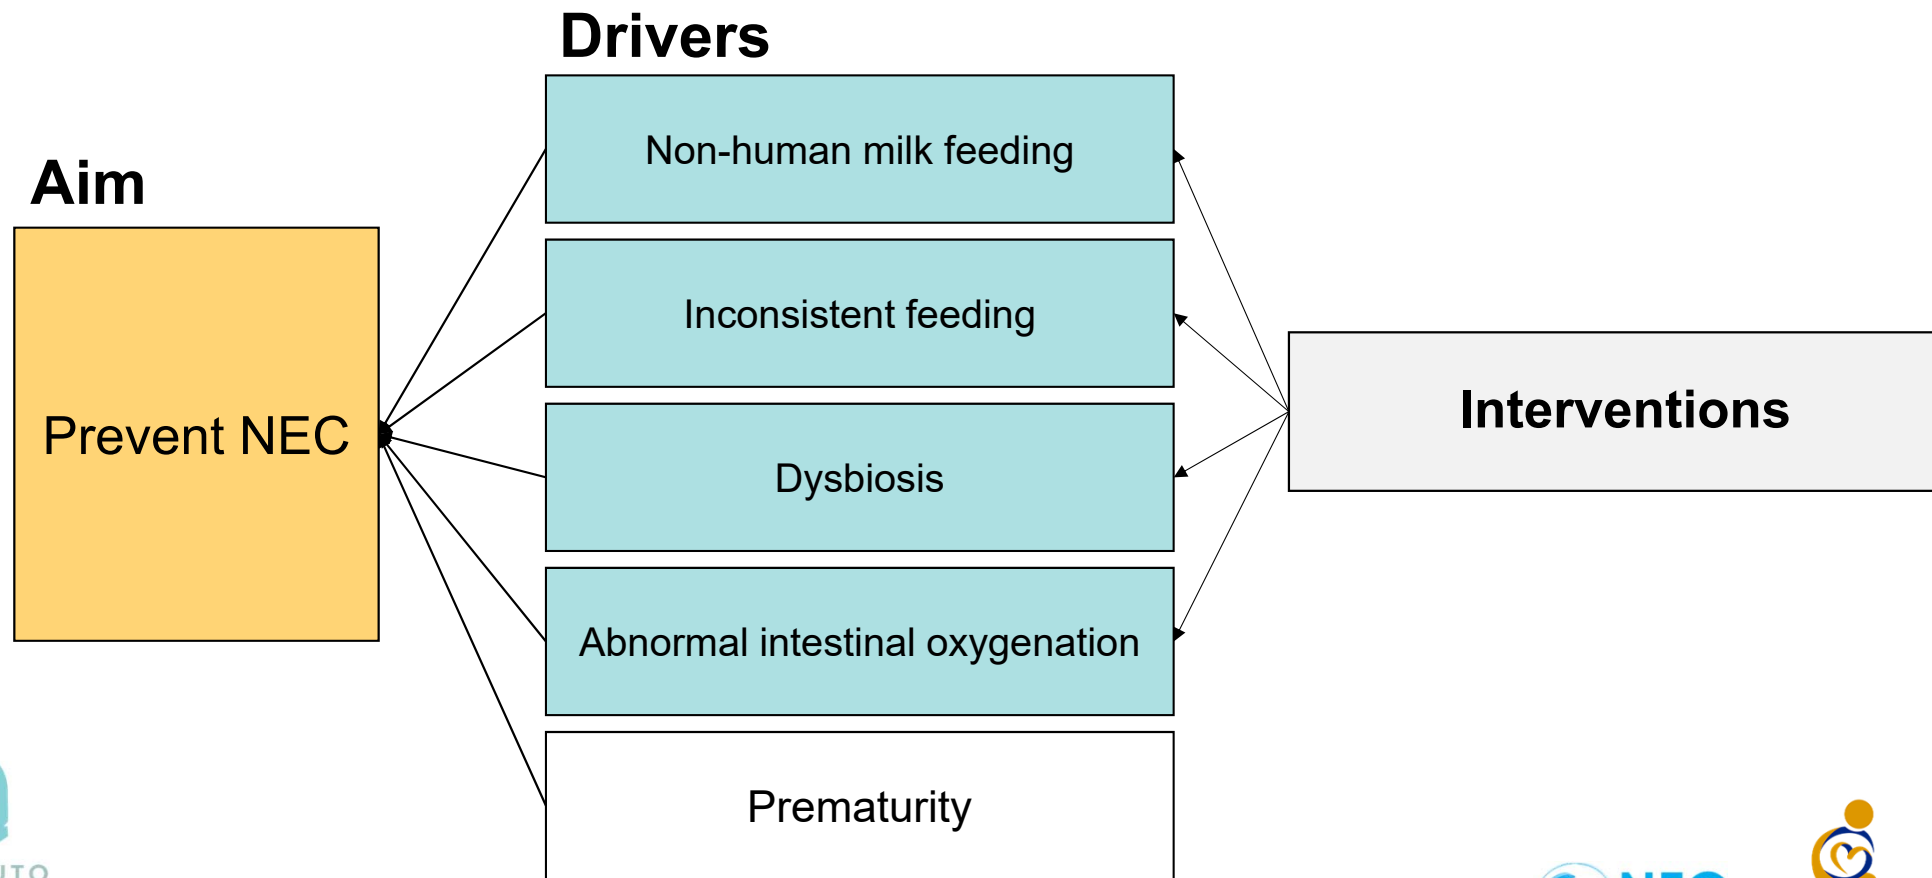 Drivers
Aim
Non-human milk feeding
Inconsistent feeding
Prevent NEC
Dysbiosis
Abnormal intestinal oxygenation
Prematurity
Interventions